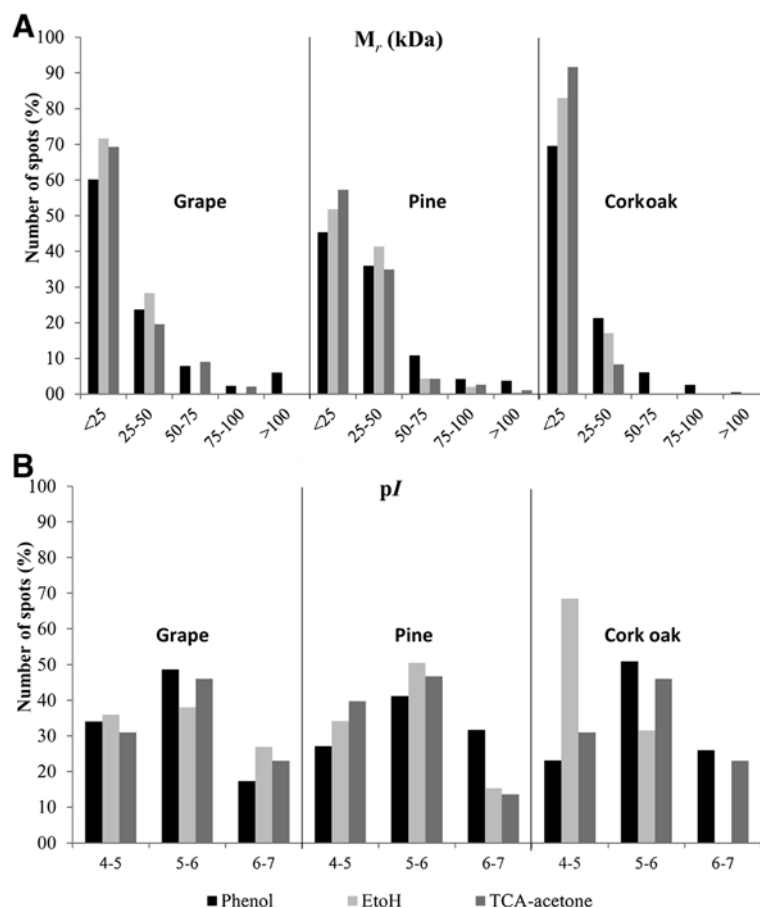 A
M_r (kDa)
Number of spots (%)
100
90
80
70
60
50
40
30
20
10
00
Grape
Pine
Corkoak
<25 25-50 50-75 75-100 >100 <25 25-50 50-75 75-100 >100 <25 25-50 50-75 75-100 >100
B
pI
Number of spots (%)
100
90
80
70
60
50
40
30
20
10
00
Grape
Pine
Cork oak
4-5 5-6 6-7 4-5 5-6 6-7 4-5 5-6 6-7
Phenol EtoH TCA-acetone